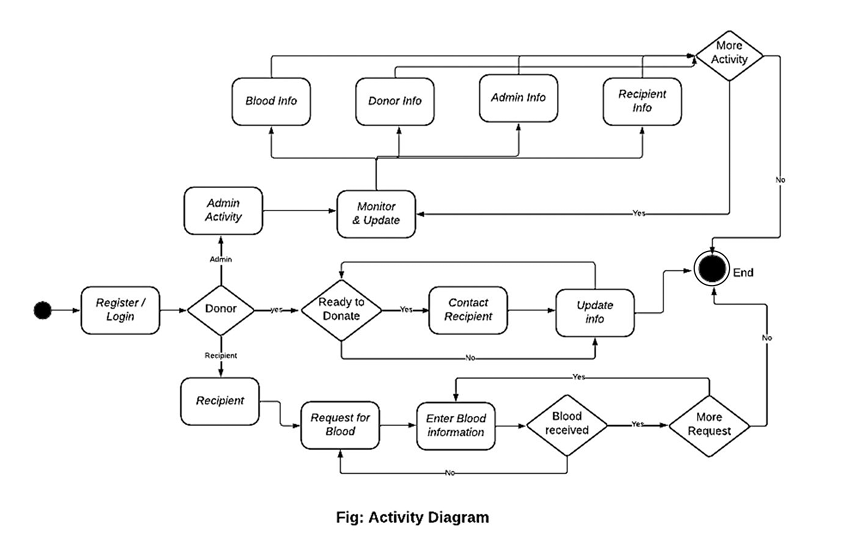 More
Activity
Blood Info
Donor Info
Admin Info
Recipient
Info
No
Admin
Activity
Monitor
& Update
Yes
Admin
End
Register /
Login
Donor
yes
Ready to
Donate
Yes
Contact
Recipient
Update
info
No
No
Recipient
Yes
Recipient
Request for
Blood
Enter Blood
information
Blood
received
Yes
More
Request
No
Fig: Activity Diagram